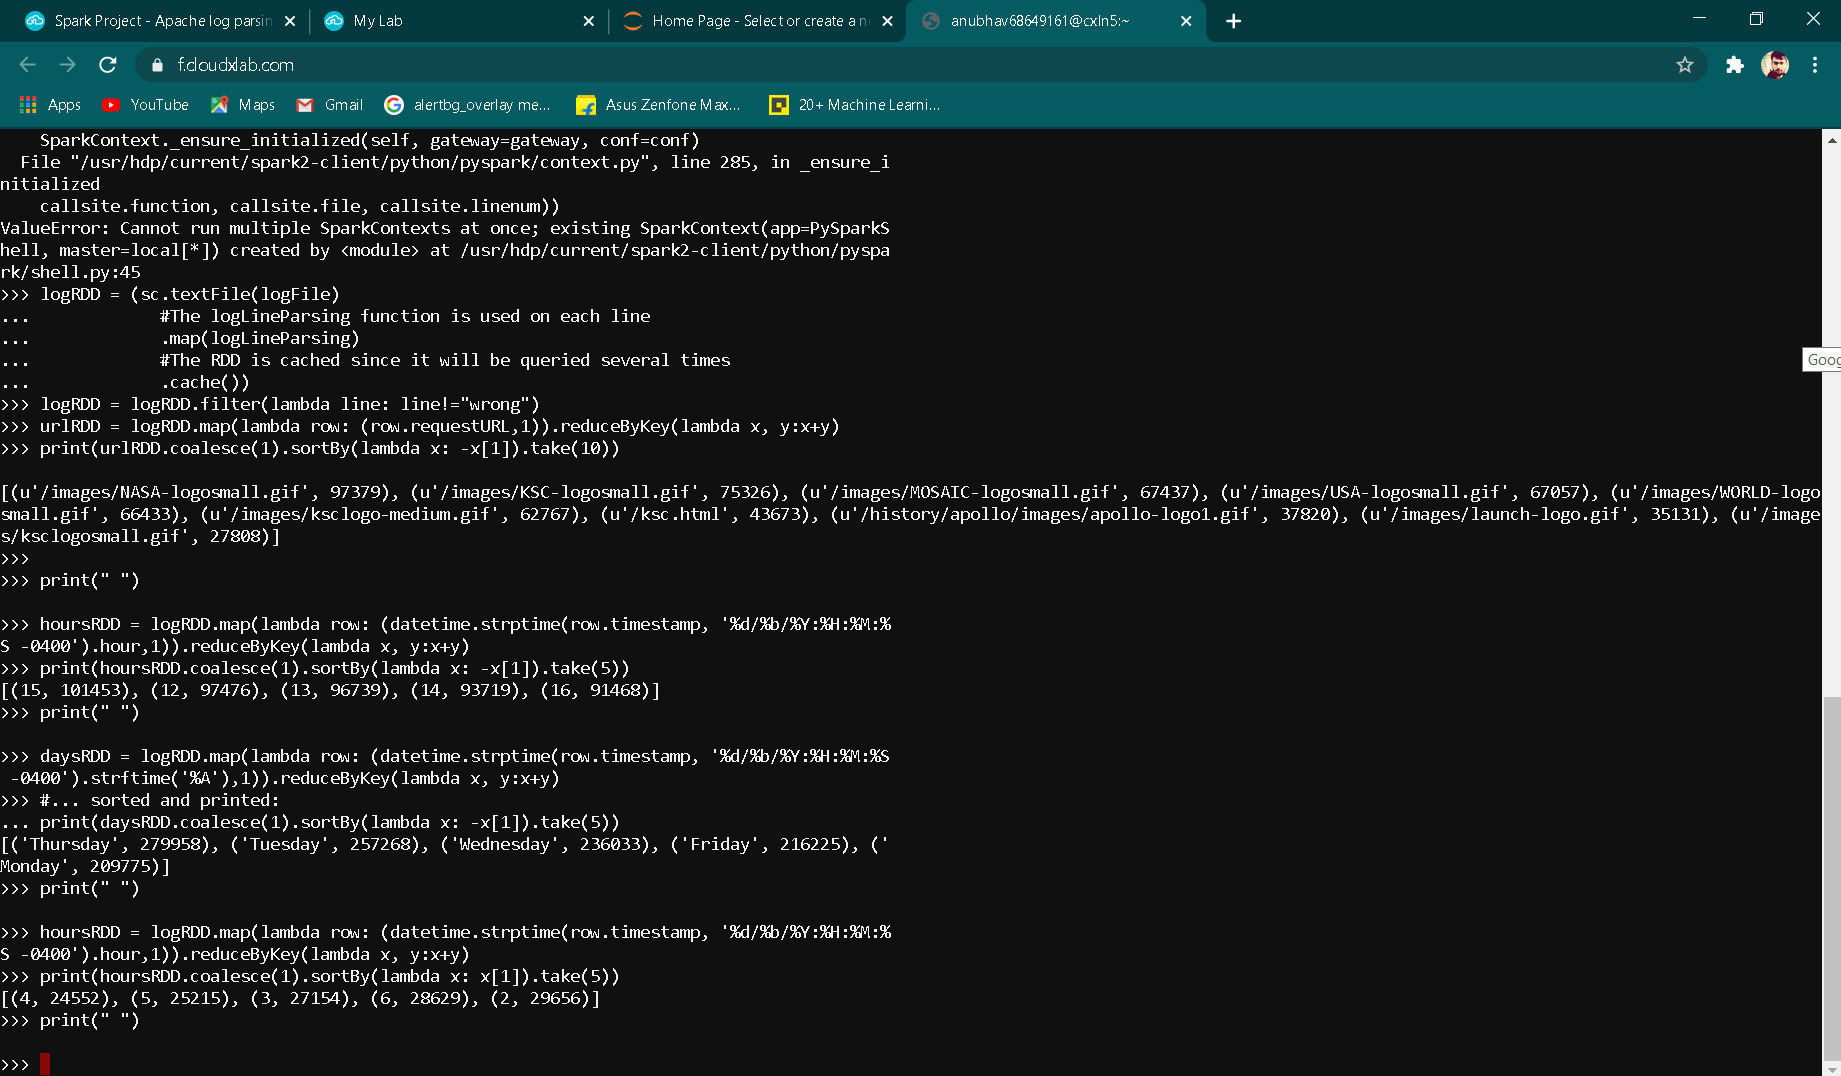 Spark Project - Apache log parsin
My Lab
Home Page - Select or create a n
anubhav68649161@cxln5:~
f.cloudxlab.com
Apps
YouTube
Maps
Gmail
alertbg_overlay me...
Asus Zenfone Max...
20+ Machine Learni...
    SparkContext._ensure_initialized(self, gateway=gateway, conf=conf)
  File "/usr/hdp/current/spark2-client/python/pyspark/context.py", line 285, in _ensure_i
nitialized
    callsite.function, callsite.file, callsite.linenum))
ValueError: Cannot run multiple SparkContexts at once; existing SparkContext(app=PySparkS
hell, master=local[*]) created by <module> at /usr/hdp/current/spark2-client/python/pyspa
rk/shell.py:45
>>> logRDD = (sc.textFile(logFile)
...             #The logLineParsing function is used on each line
...             .map(logLineParsing)
Goog
...             #The RDD is cached since it will be queried several times
...             .cache())
>>> logRDD = logRDD.filter(lambda line: line!="wrong")
>>> urlRDD = logRDD.map(lambda row: (row.requestURL,1)).reduceByKey(lambda x, y:x+y)
>>> print(urlRDD.coalesce(1).sortBy(lambda x: -x[1]).take(10))
[(u'/images/NASA-logosmall.gif', 97379), (u'/images/KSC-logosmall.gif', 75326), (u'/images/MOSAIC-logosmall.gif', 67437), (u'/images/USA-logosmall.gif', 67057), (u'/images/WORLD-logo
small.gif', 66433), (u'/images/ksclogo-medium.gif', 62767), (u'/ksc.html', 43673), (u'/history/apollo/images/apollo-logo1.gif', 37820), (u'/images/launch-logo.gif', 35131), (u'/image
s/ksclogosmall.gif', 27808)]
>>>
>>> print(" ")
>>> hoursRDD = logRDD.map(lambda row: (datetime.strptime(row.timestamp, '%d/%b/%Y:%H:%M:%
S -0400').hour,1)).reduceByKey(lambda x, y:x+y)
>>> print(hoursRDD.coalesce(1).sortBy(lambda x: -x[1]).take(5))
[(15, 101453), (12, 97476), (13, 96739), (14, 93719), (16, 91468)]
>>> print(" ")
>>> daysRDD = logRDD.map(lambda row: (datetime.strptime(row.timestamp, '%d/%b/%Y:%H:%M:%S
 -0400').strftime('%A'),1)).reduceByKey(lambda x, y:x+y)
>>> #... sorted and printed:
... print(daysRDD.coalesce(1).sortBy(lambda x: -x[1]).take(5))
[('Thursday', 279958), ('Tuesday', 257268), ('Wednesday', 236033), ('Friday', 216225), ('
Monday', 209775)]
>>> print(" ")
>>> hoursRDD = logRDD.map(lambda row: (datetime.strptime(row.timestamp, '%d/%b/%Y:%H:%M:%
S -0400').hour,1)).reduceByKey(lambda x, y:x+y)
>>> print(hoursRDD.coalesce(1).sortBy(lambda x: x[1]).take(5))
[(4, 24552), (5, 25215), (3, 27154), (6, 28629), (2, 29656)]
>>> print(" ")
>>>